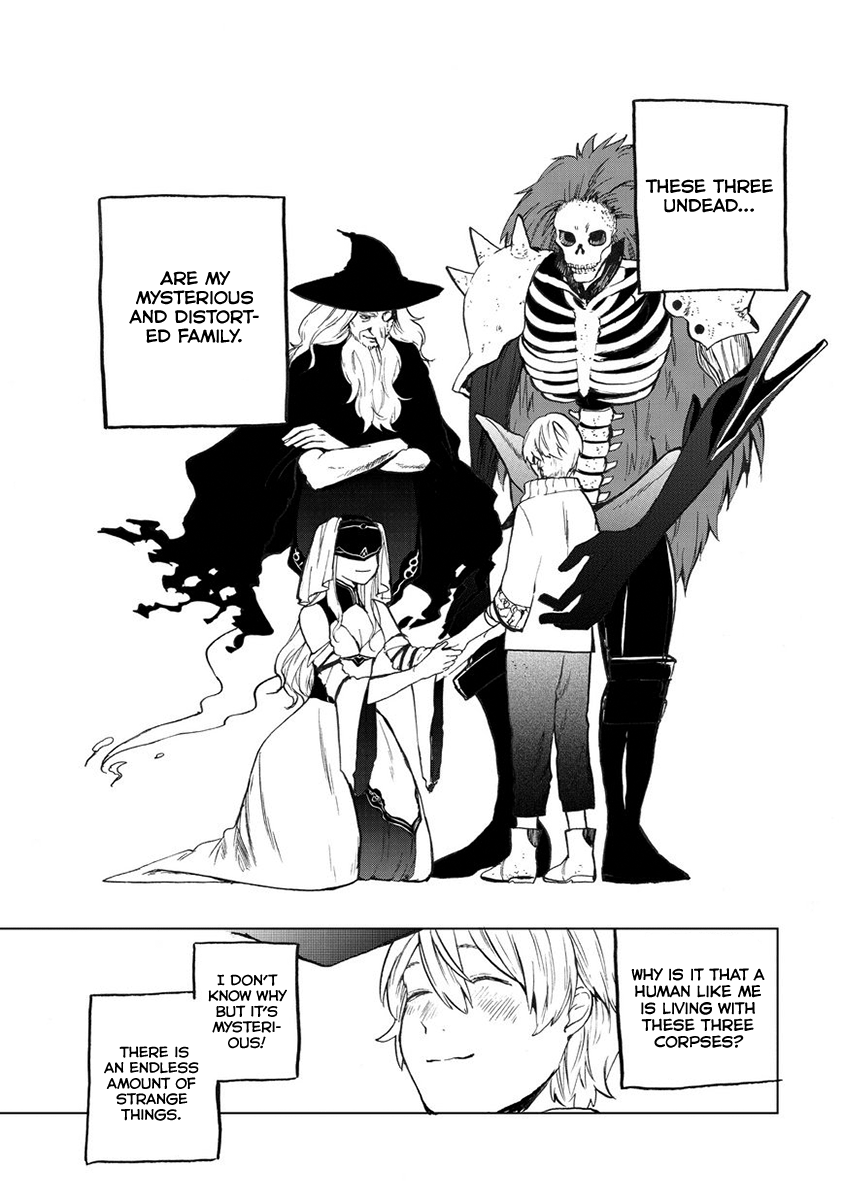 THESE THREE
UNDEAD...
ARE MY
MYSTERIOUS
AND DISTORT-
ED FAMILY.
WHY IS IT THAT A
HUMAN LIKE ME
IS LIVING WITH
THESE THREE
CORPSES?
I DON'T
KNOW WHY
BUT IT'S
MYSTERI-
OUS!
THERE IS
AN ENDLESS
AMOUNT OF
STRANGE
THINGS.